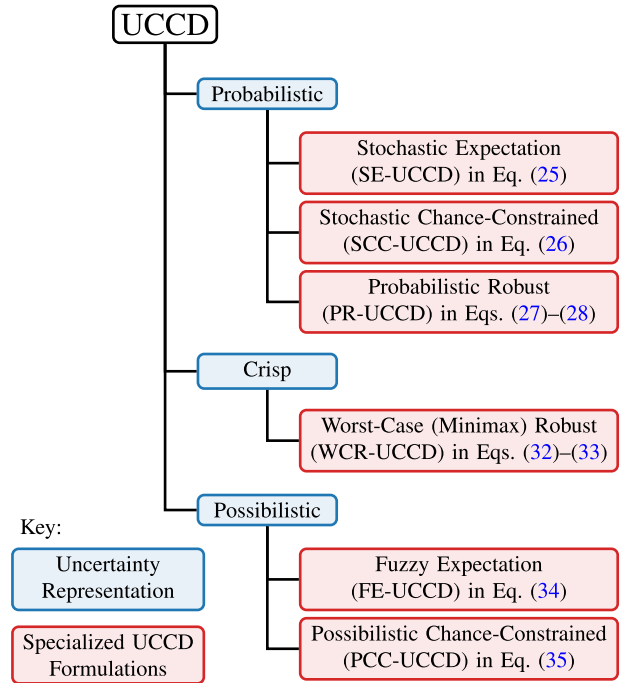 UCCD
Probabilistic
Stochastic Expectation
(SE-UCCD) in Eq. (25)
Stochastic Chance-Constrained
(SCC-UCCD) in Eq. (26)
Probabilistic Robust
(PR-UCCD) in Eqs. (27)–(28)
Crisp
Worst-Case (Minimax) Robust
(WCR-UCCD) in Eqs. (32)–(33)
Possibilistic
Fuzzy Expectation
(FE-UCCD) in Eq. (34)
Possibilistic Chance-Constrained
(PCC-UCCD) in Eq. (35)
Key:
Uncertainty
Representation
Specialized UCCD
Formulations